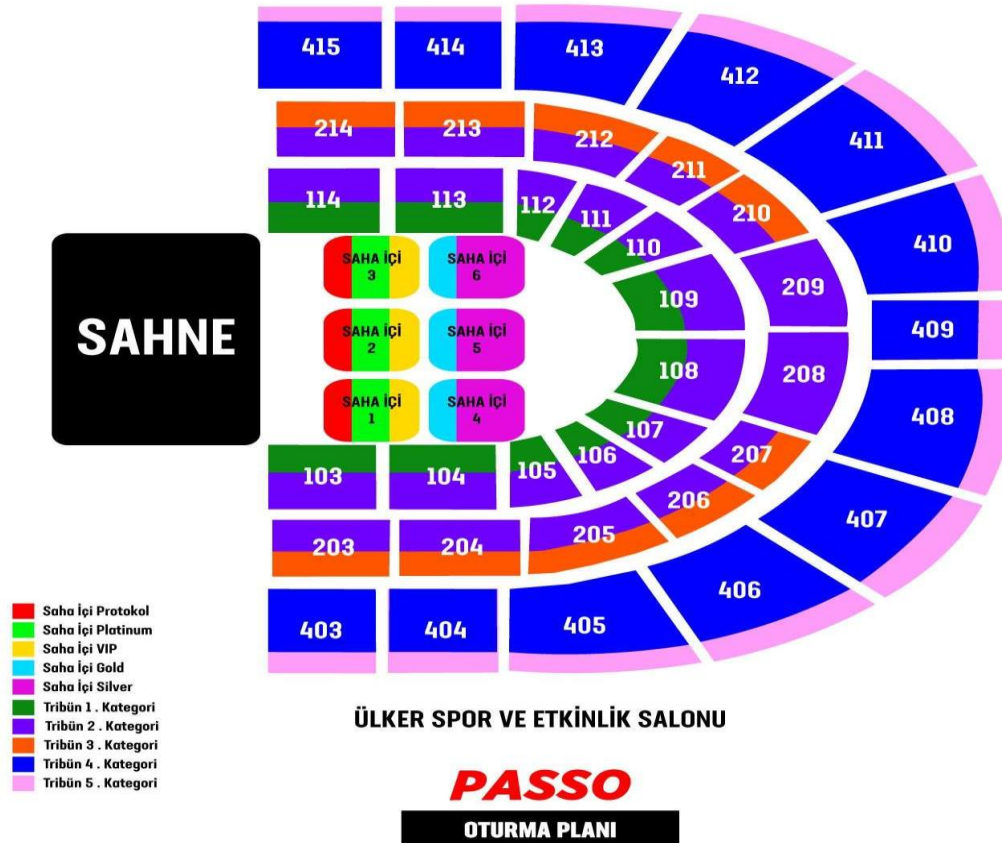 415
414
413
412
411
410
409
408
407
406
405
404
403
214
213
212
211
210
209
208
207
206
205
204
203
114
113
112
111
110
109
108
107
106
105
104
103
SAHNE
SAHA İÇİ
3
SAHA İÇİ
6
SAHA İÇİ
2
SAHA İÇİ
5
SAHA İÇİ
1
SAHA İÇİ
4
Saha İçi Protokol
Saha İçi Platinum
Saha İçi VIP
Saha İçi Gold
Saha İçi Silver
Tribün 1 . Kategori
Tribün 2 . Kategori
Tribün 3 . Kategori
Tribün 4 . Kategori
Tribün 5 . Kategori
ÜLKER SPOR VE ETKİNLİK SALONU
PASSO
OTURMA PLANI